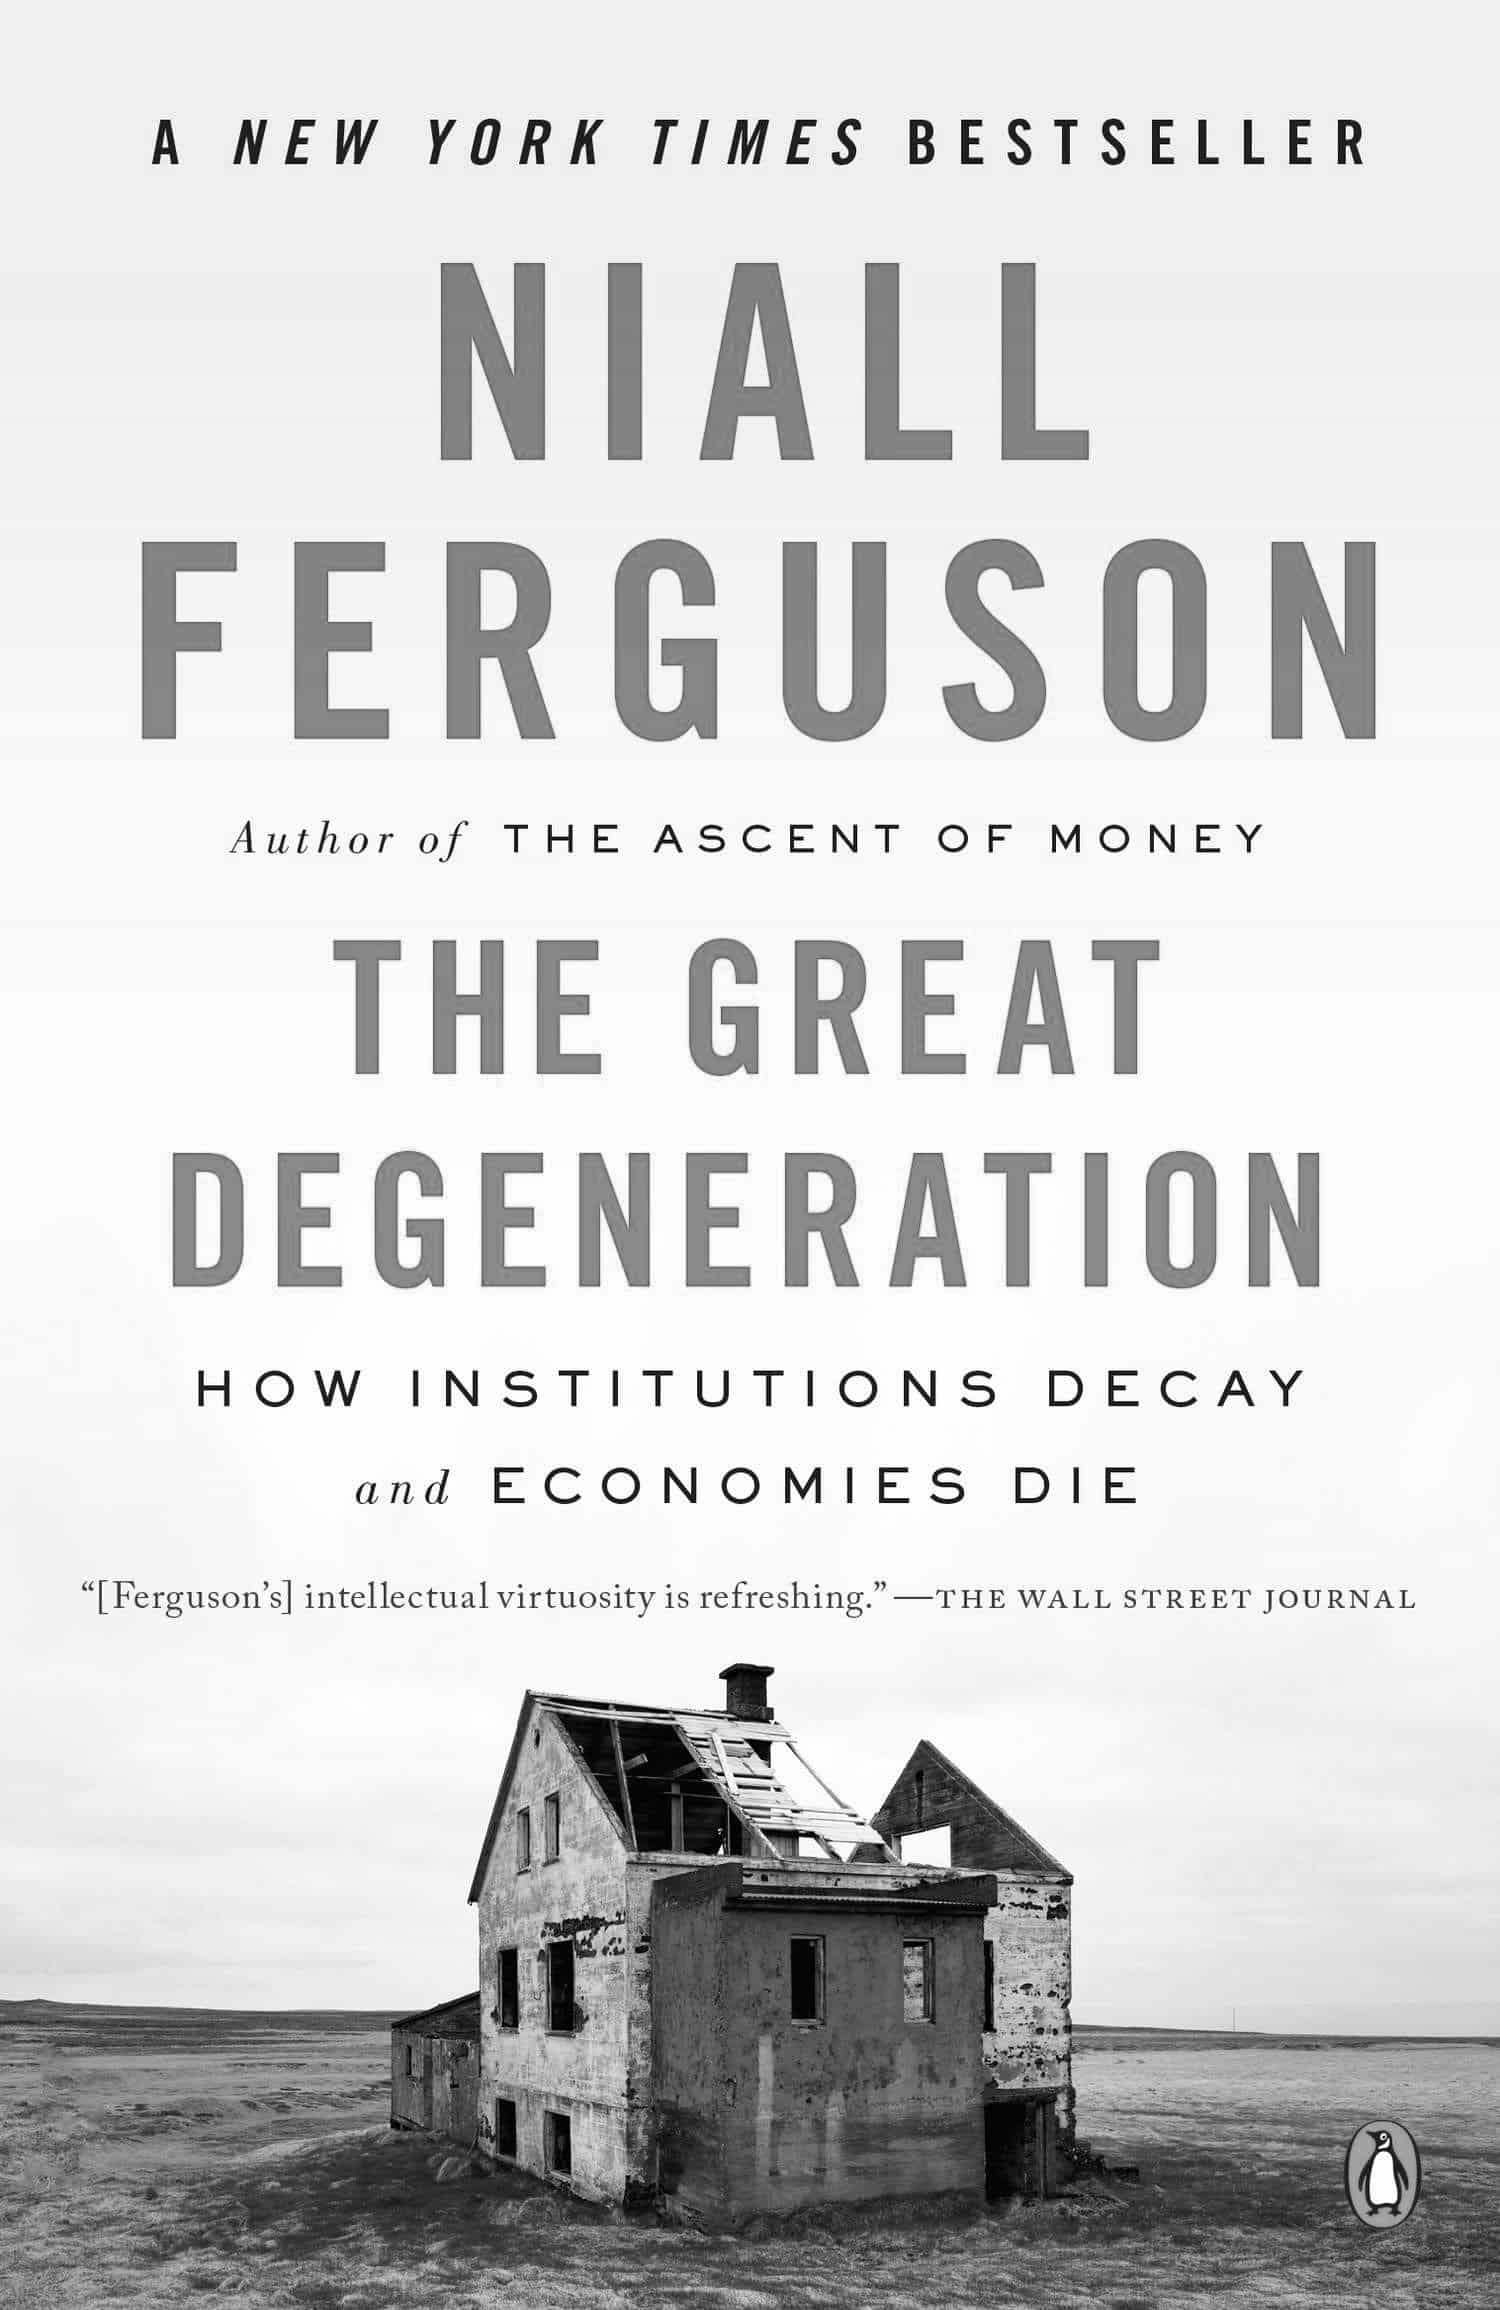 A NEW YORK TIMES BESTSELLER
NIALL
FERGUSON
Author of THE ASCENT OF MONEY
THE GREAT
DEGENERATION
HOW INSTITUTIONS DECAY
and ECONOMIES DIE
“[Ferguson’s] intellectual virtuosity is refreshing.” —THE WALL STREET JOURNAL